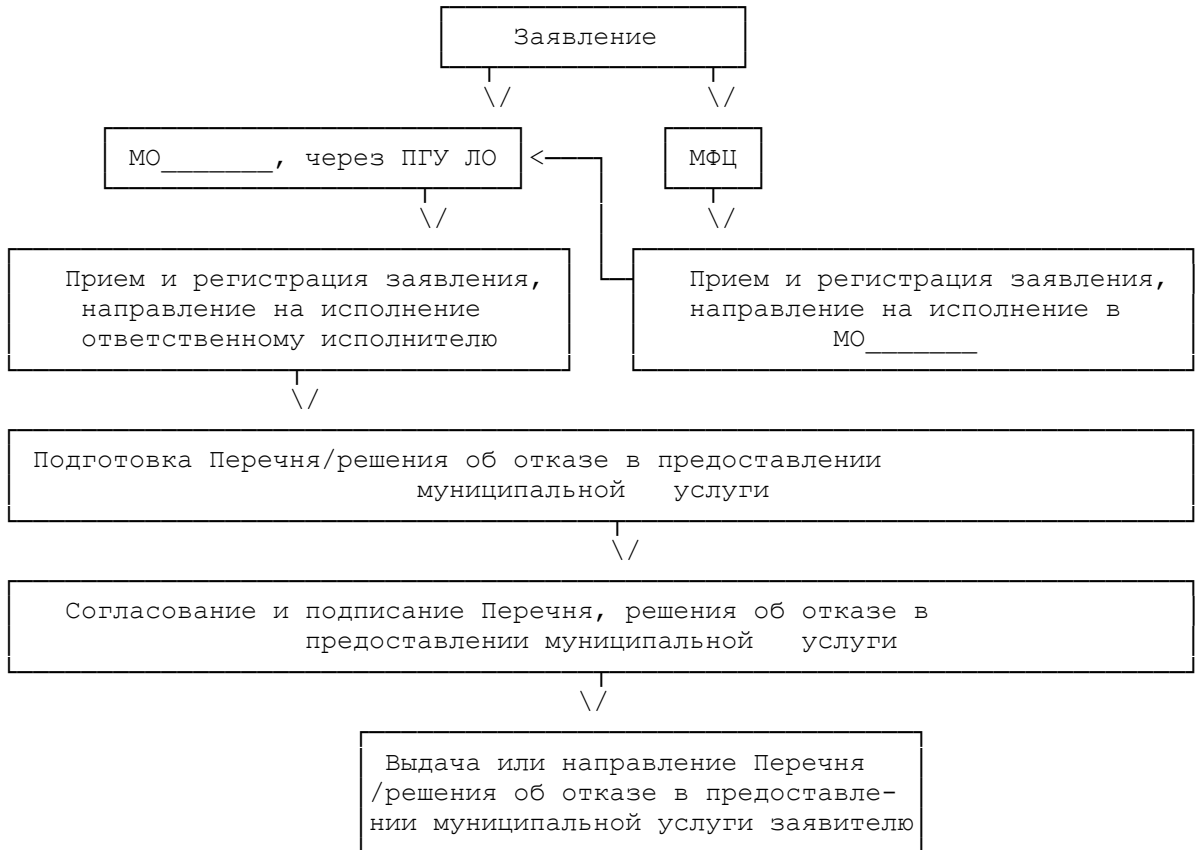 Заявление
МО_______, через ПГУ ЛО
МФЦ
Прием и регистрация заявления,
направление на исполнение
ответственному исполнителю
Прием и регистрация заявления,
направление на исполнение в
МО_______
Подготовка Перечня/решения об отказе в предоставлении
муниципальной услуги
Согласование и подписание Перечня, решения об отказе в
предоставлении муниципальной услуги
Выдача или направление Перечня
/решения об отказе в предоставле-
нии муниципальной услуги заявителю